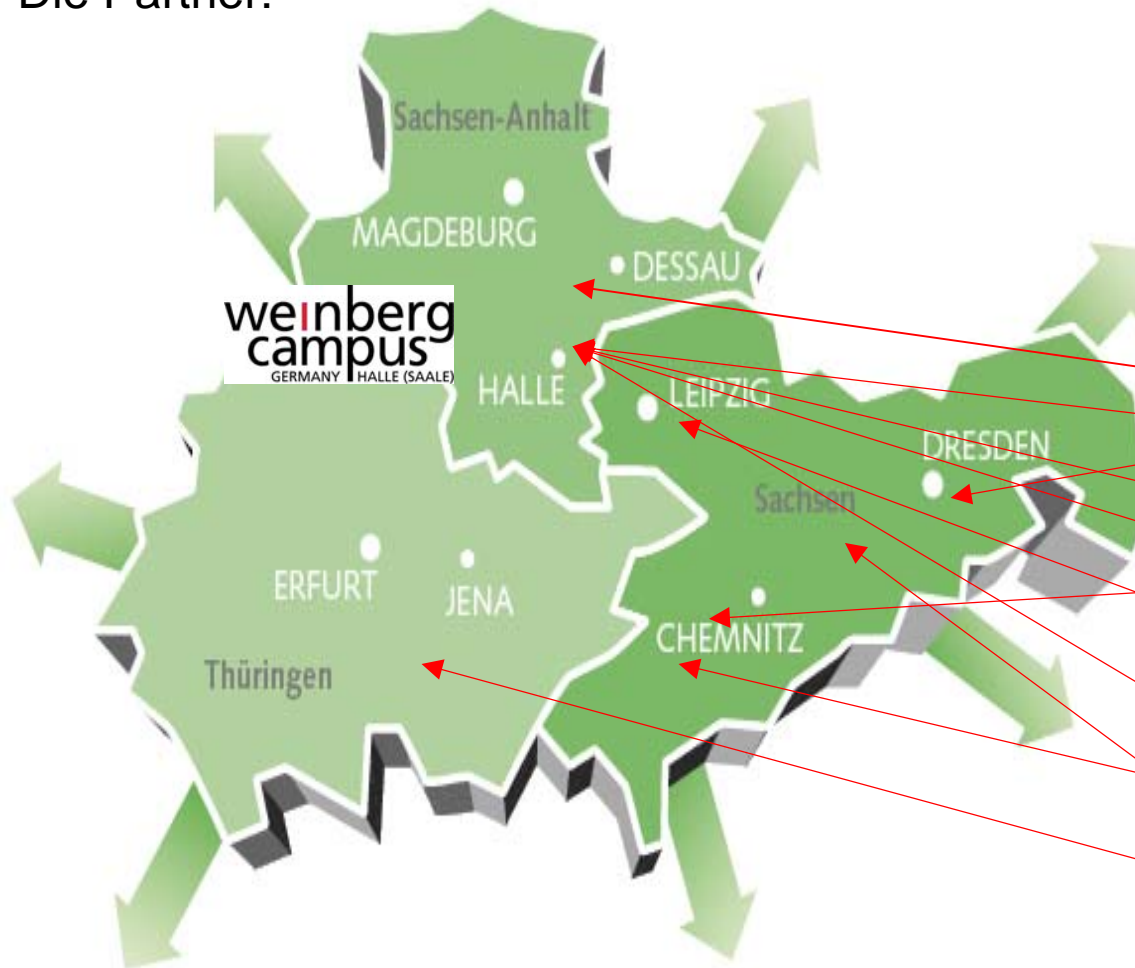 Die Partner:
Sachsen-Anhalt
MAGDEBURG
DESSAU
weinberg
campus
GERMANY HALLE (SAALE)
HALLE
LEIPZIG
DRESDEN
Sachsen
ERFURT
JENA
CHEMNITZ
Thüringen